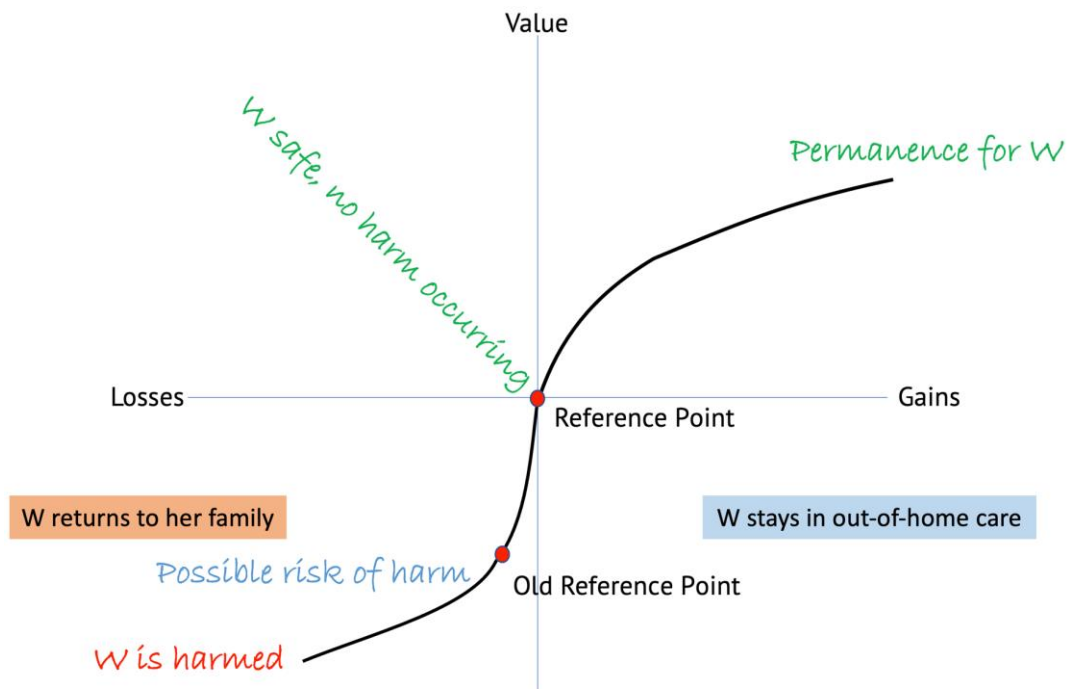 Value
W safe, no harm occurring
Permanence for W
Losses
Gains
Reference Point
W returns to her family
W stays in out-of-home care
Possible risk of harm
Old Reference Point
W is harmed